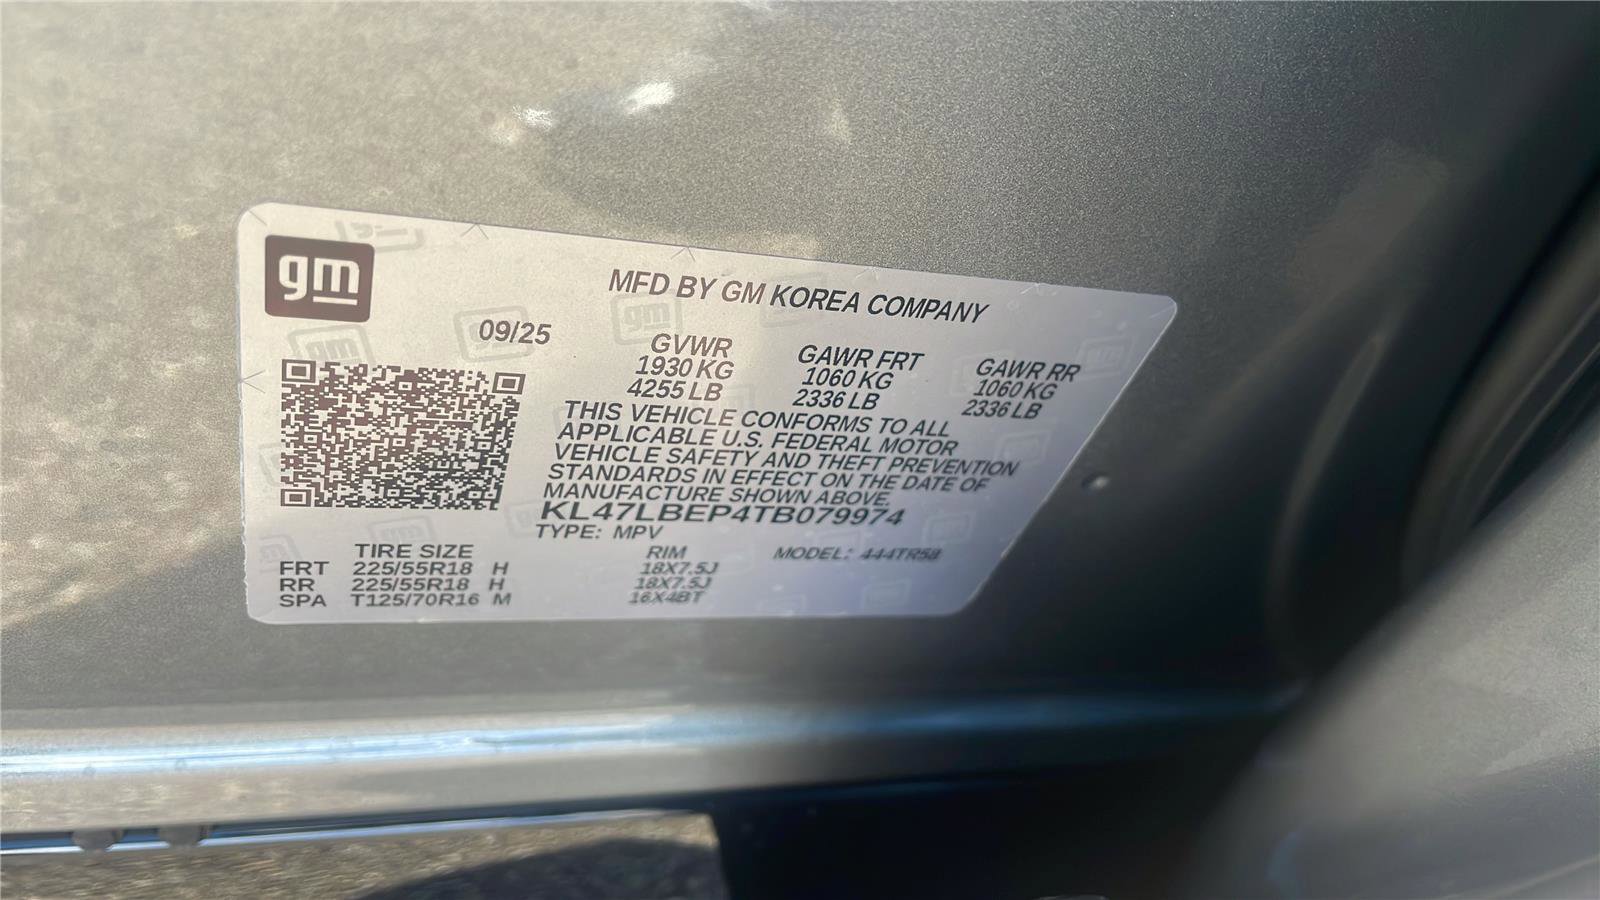 gm
MFD BY GM KOREA COMPANY
09/25
GVWR GAWR FRT GAWR RR
1930 KG 1060 KG 1060 KG
4255 LB 2336 LB 2336 LB
THIS VEHICLE CONFORMS TO ALL
APPLICABLE U.S. FEDERAL MOTOR
VEHICLE SAFETY AND THEFT PREVENTION
STANDARDS IN EFFECT ON THE DATE OF
MANUFACTURE SHOWN ABOVE.
KL47LBEP4TB079974
TYPE: MPV
TIRE SIZE RIM MODEL: 444TR58
FRT 225/55R18 H 18X7.5J
RR 225/55R18 H 18X7.5J
SPA T125/70R16 M 16X4BT